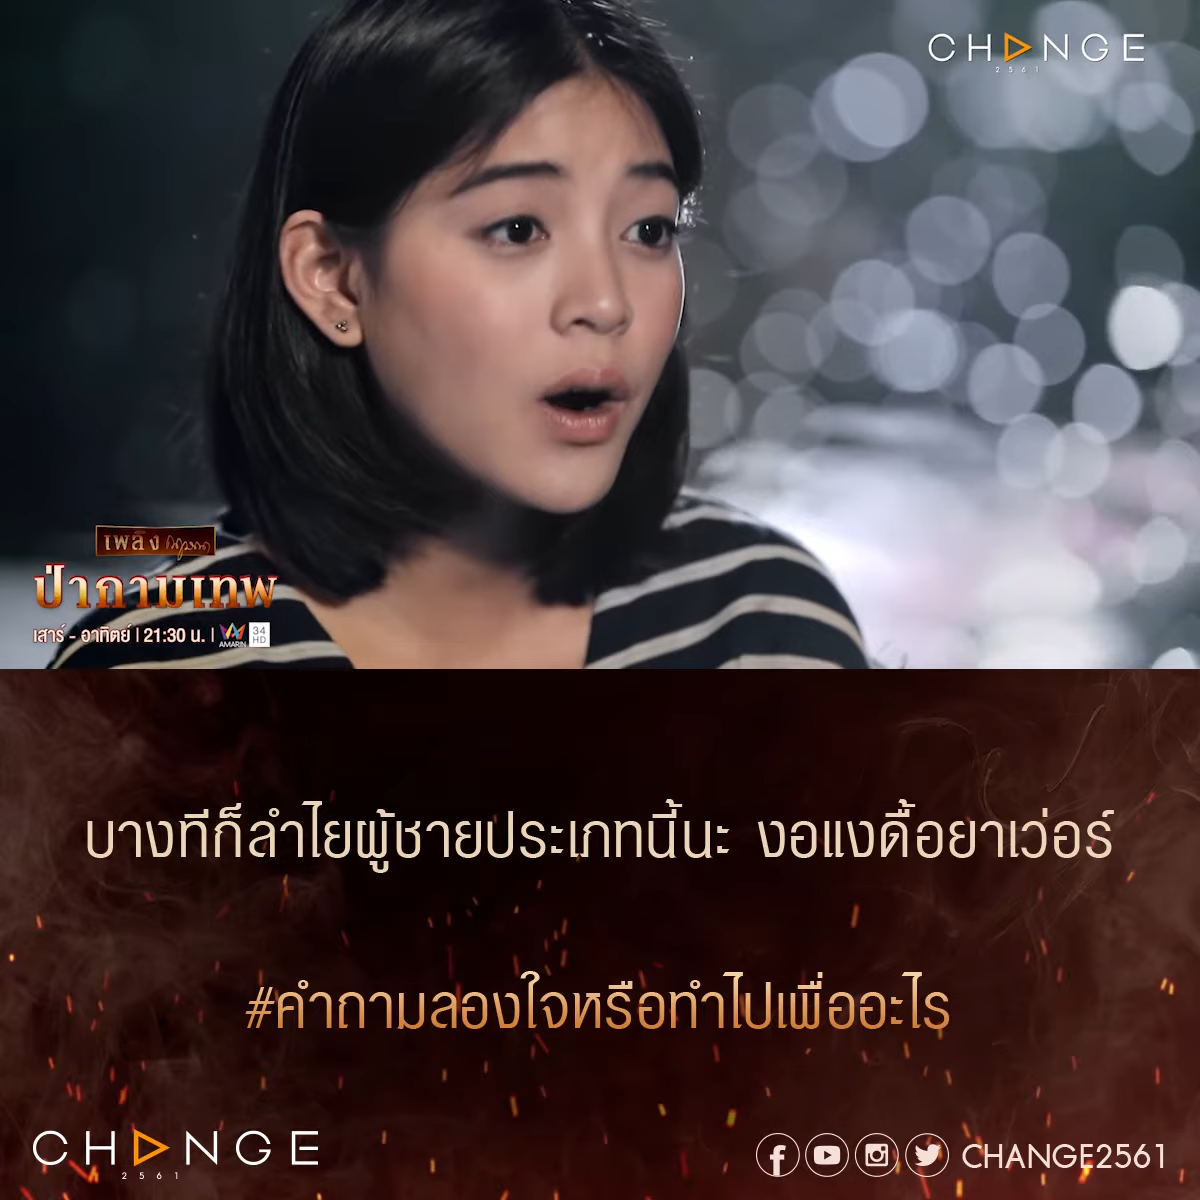 CHANGE
2561
เพลิง
ป่ากามเทพ
เสาร์ - อาทิตย์ | 21:30 น. | AMARIN 34 HD
บางทีก็ลำไยผู้ชายประเภทนี้นะ งอแงดื้อยาเว่อร์
#คำถามลองใจหรือทำไปเพื่ออะไร
CHANGE
2561
CHANGE2561